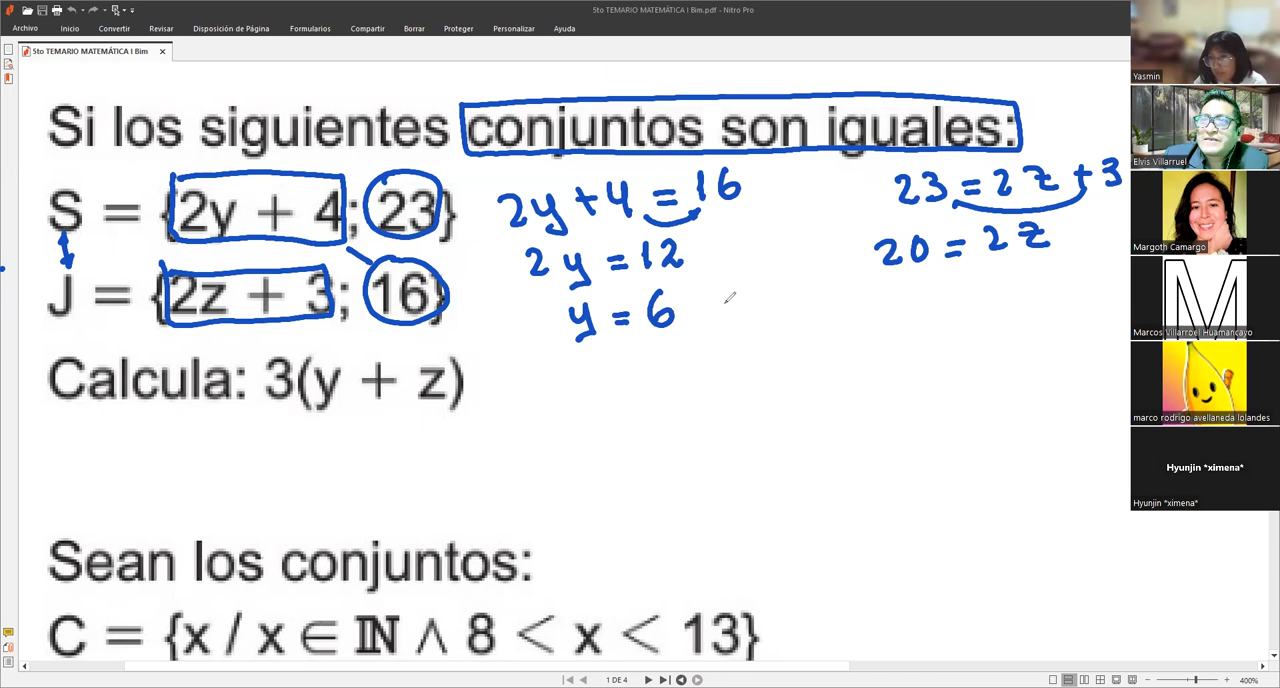 5to TEMARIO MATEMÁTICA I Bim.pdf - Nitro Pro
Archivo Inicio Convertir Revisar Disposición de Página Formularios Compartir Borrar Proteger Personalizar Ayuda
5to TEMARIO MATEMÁTICA I Bim
Si los siguientes conjuntos son iguales:
S = {2y + 4; 23}
J = {2z + 3; 16}
Calcula: 3(y + z)
2y + 4 = 16
2y = 12
y = 6
23 = 2z + 3
20 = 2z
Sean los conjuntos:
C = {x / x ∈ IN ∧ 8 < x < 13}
1 DE 4
400%
Yasmin
Elvis Villarruel
Margoth Camargo
M
Marcos Villarroel Huamancayo
marco rodrigo avellaneda lolandes
Hyunjin *ximena*
Hyunjin *ximena*